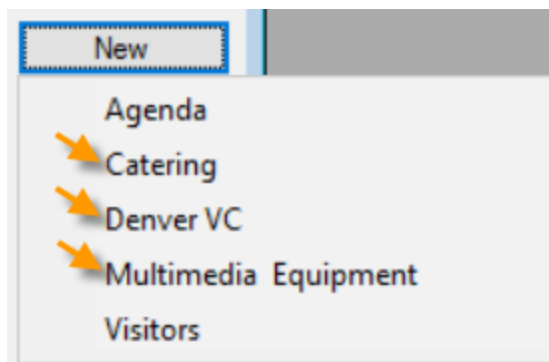 New
Agenda
Catering
Denver VC
Multimedia Equipment
Visitors